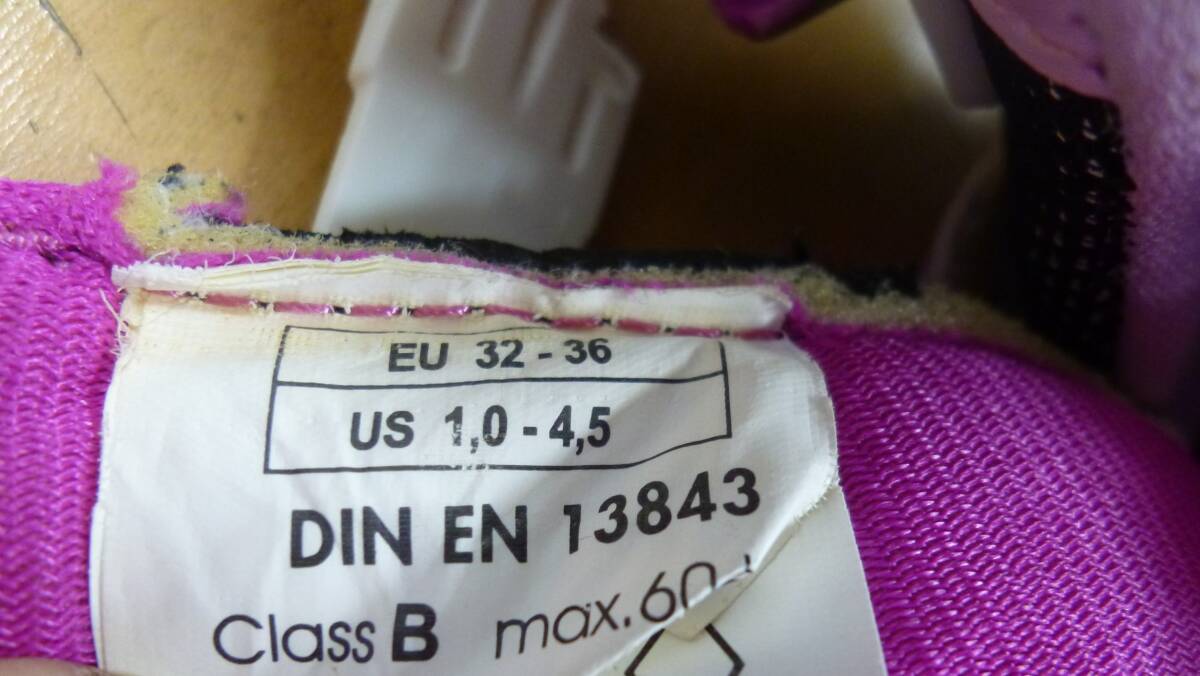 EU 32 - 36
US 1,0 - 4,5
DIN EN 13843
Class B max. 60